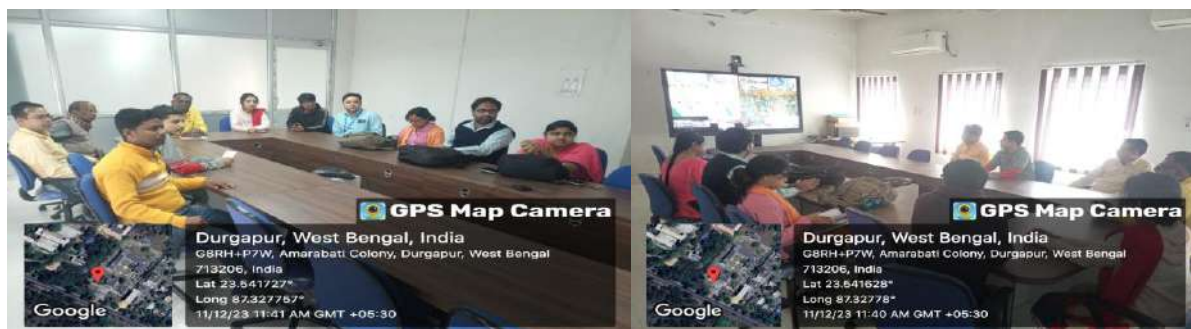 GPS Map Camera
Durgapur, West Bengal, India
G8RH+P7W, Amarabati Colony, Durgapur, West Bengal
713206, India
Lat 23.541727°
Long 87.327757°
11/12/23 11:41 AM GMT +05:30
Google
GPS Map Camera
Durgapur, West Bengal, India
G8RH+P7W, Amarabati Colony, Durgapur, West Bengal
713206, India
Lat 23.541628°
Long 87.32778°
11/12/23 11:40 AM GMT +05:30
Google